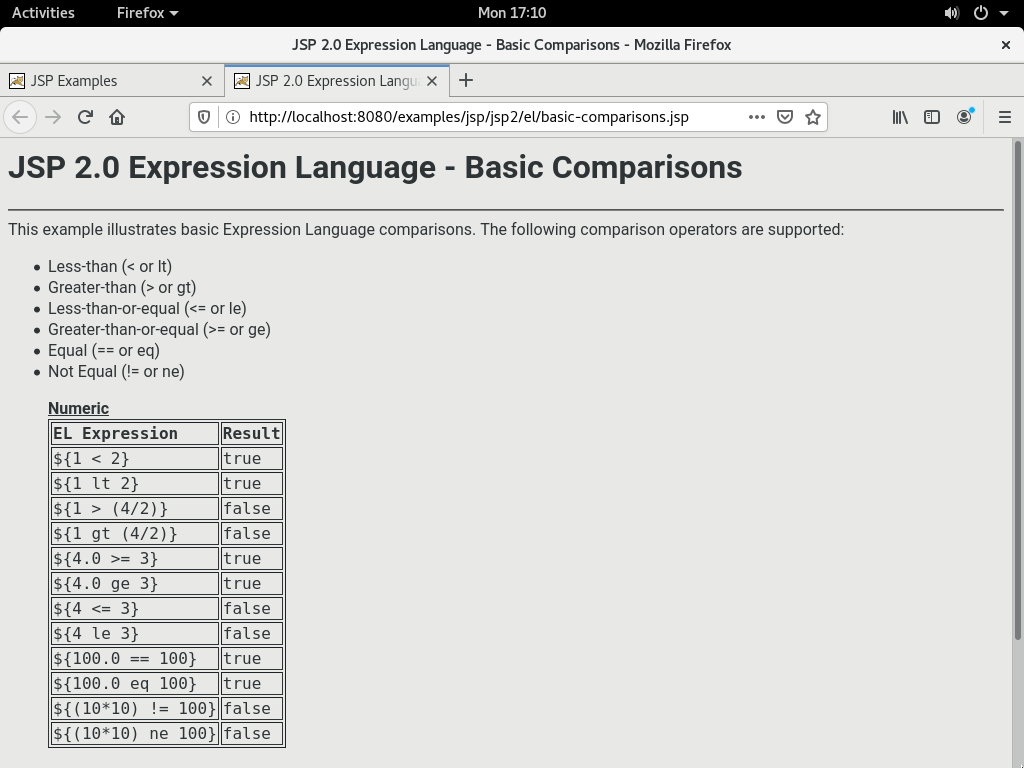 Activities Firefox Mon 17:10
JSP 2.0 Expression Language - Basic Comparisons - Mozilla Firefox
JSP Examples JSP 2.0 Expression Langu
http://localhost:8080/examples/jsp/jsp2/el/basic-comparisons.jsp
JSP 2.0 Expression Language - Basic Comparisons
This example illustrates basic Expression Language comparisons. The following comparison operators are supported:
• Less-than (< or lt)
• Greater-than (> or gt)
• Less-than-or-equal (<= or le)
• Greater-than-or-equal (>= or ge)
• Equal (== or eq)
• Not Equal (!= or ne)
Numeric
EL Expression Result
${1 < 2} true
${1 lt 2} true
${1 > (4/2)} false
${1 gt (4/2)} false
${4.0 >= 3} true
${4.0 ge 3} true
${4 <= 3} false
${4 le 3} false
${100.0 == 100} true
${100.0 eq 100} true
${(10*10) != 100} false
${(10*10) ne 100} false